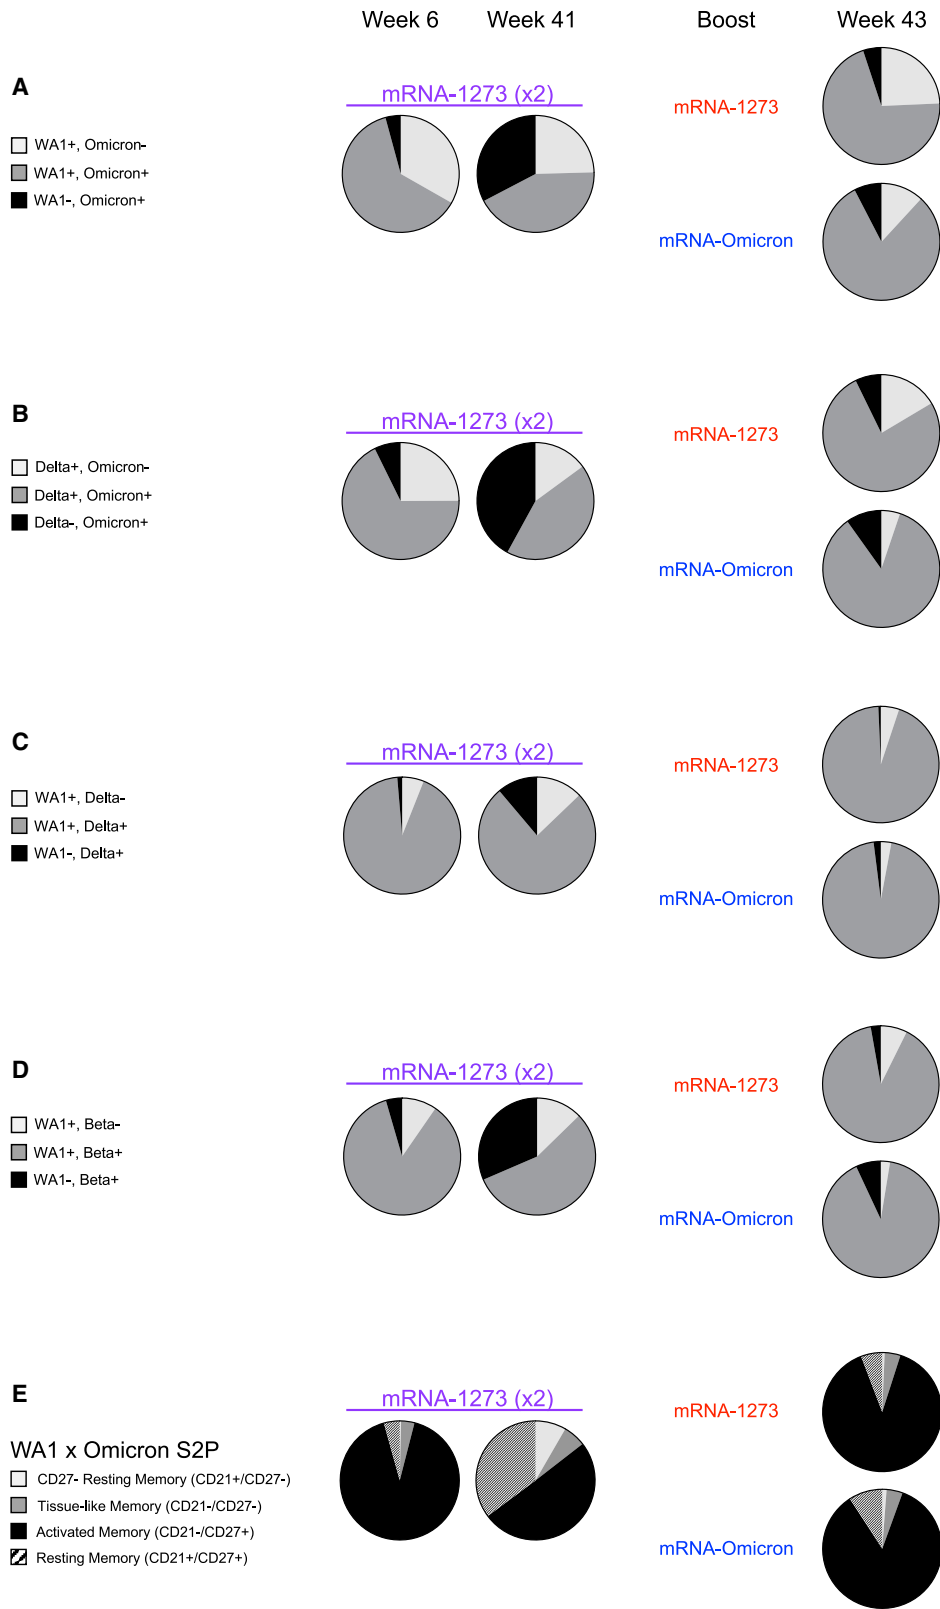 Week 6 Week 41 Boost Week 43
A
mRNA-1273 (x2)
mRNA-1273
WA1+, Omicron-
WA1+, Omicron+
WA1-, Omicron+
mRNA-Omicron
B
mRNA-1273 (x2)
mRNA-1273
Delta+, Omicron-
Delta+, Omicron+
Delta-, Omicron+
mRNA-Omicron
C
mRNA-1273 (x2)
mRNA-1273
WA1+, Delta-
WA1+, Delta+
WA1-, Delta+
mRNA-Omicron
D
mRNA-1273 (x2)
mRNA-1273
WA1+, Beta-
WA1+, Beta+
WA1-, Beta+
mRNA-Omicron
E
mRNA-1273 (x2)
mRNA-1273
WA1 x Omicron S2P
CD27- Resting Memory (CD21+/CD27-)
Tissue-like Memory (CD21-/CD27-)
Activated Memory (CD21-/CD27+)
Resting Memory (CD21+/CD27+)
mRNA-Omicron